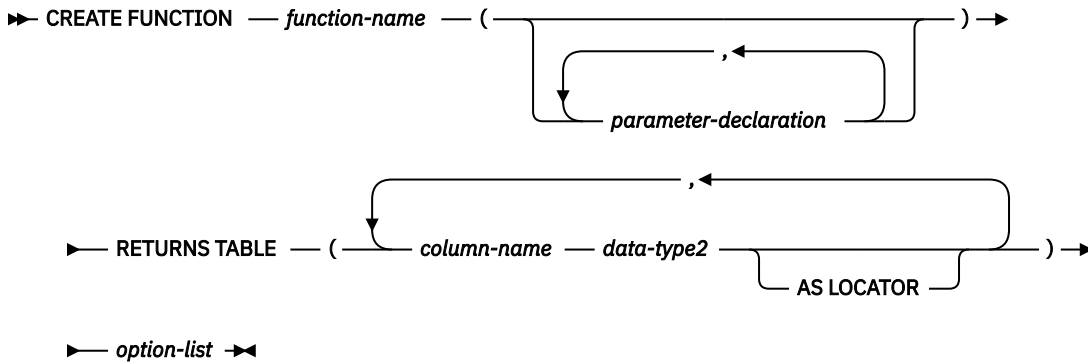 CREATE FUNCTION function-name ( )
,
parameter-declaration
,
RETURNS TABLE ( column-name data-type2 )
AS LOCATOR
option-list